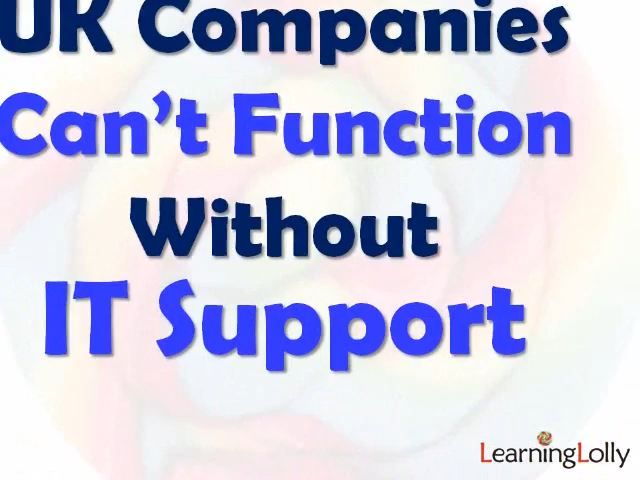 UK Companies
Can't Function
Without
IT Support
LearningLolly